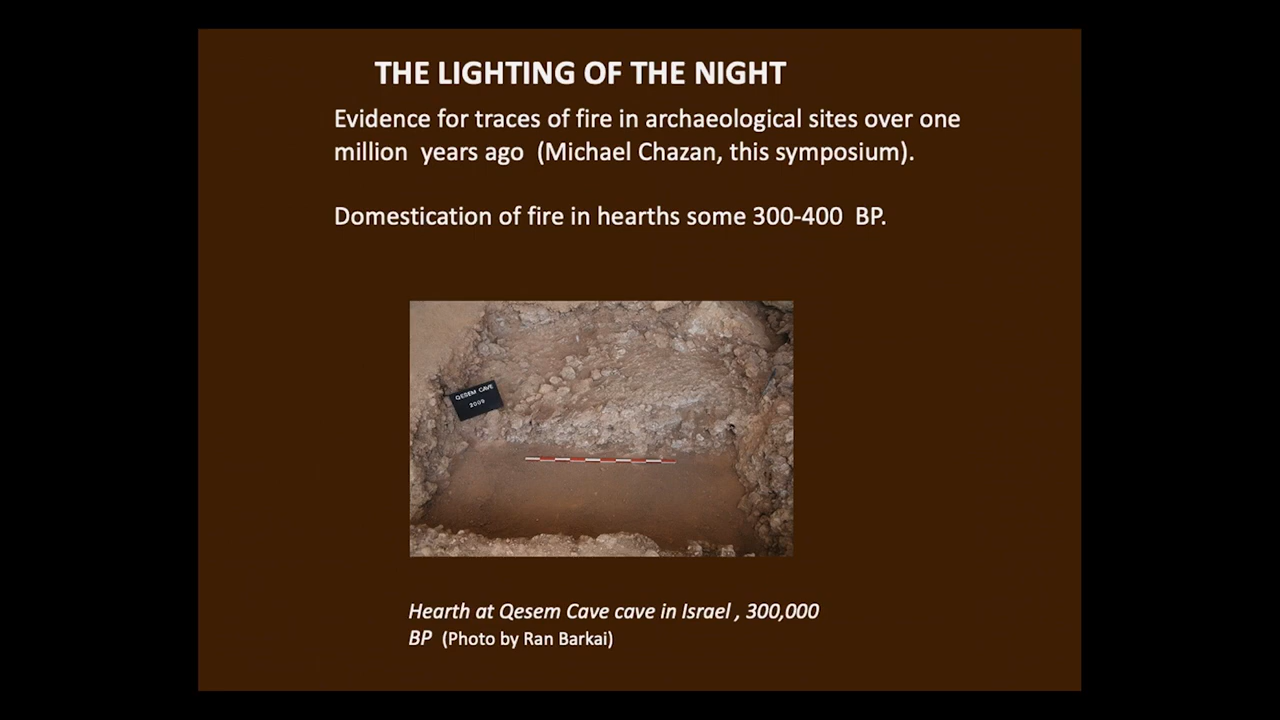 THE LIGHTING OF THE NIGHT
Evidence for traces of fire in archaeological sites over one
million  years ago  (Michael Chazan, this symposium).
Domestication of fire in hearths some 300-400  BP.
QESEM CAVE
2009
Hearth at Qesem Cave cave in Israel , 300,000
BP  (Photo by Ran Barkai)